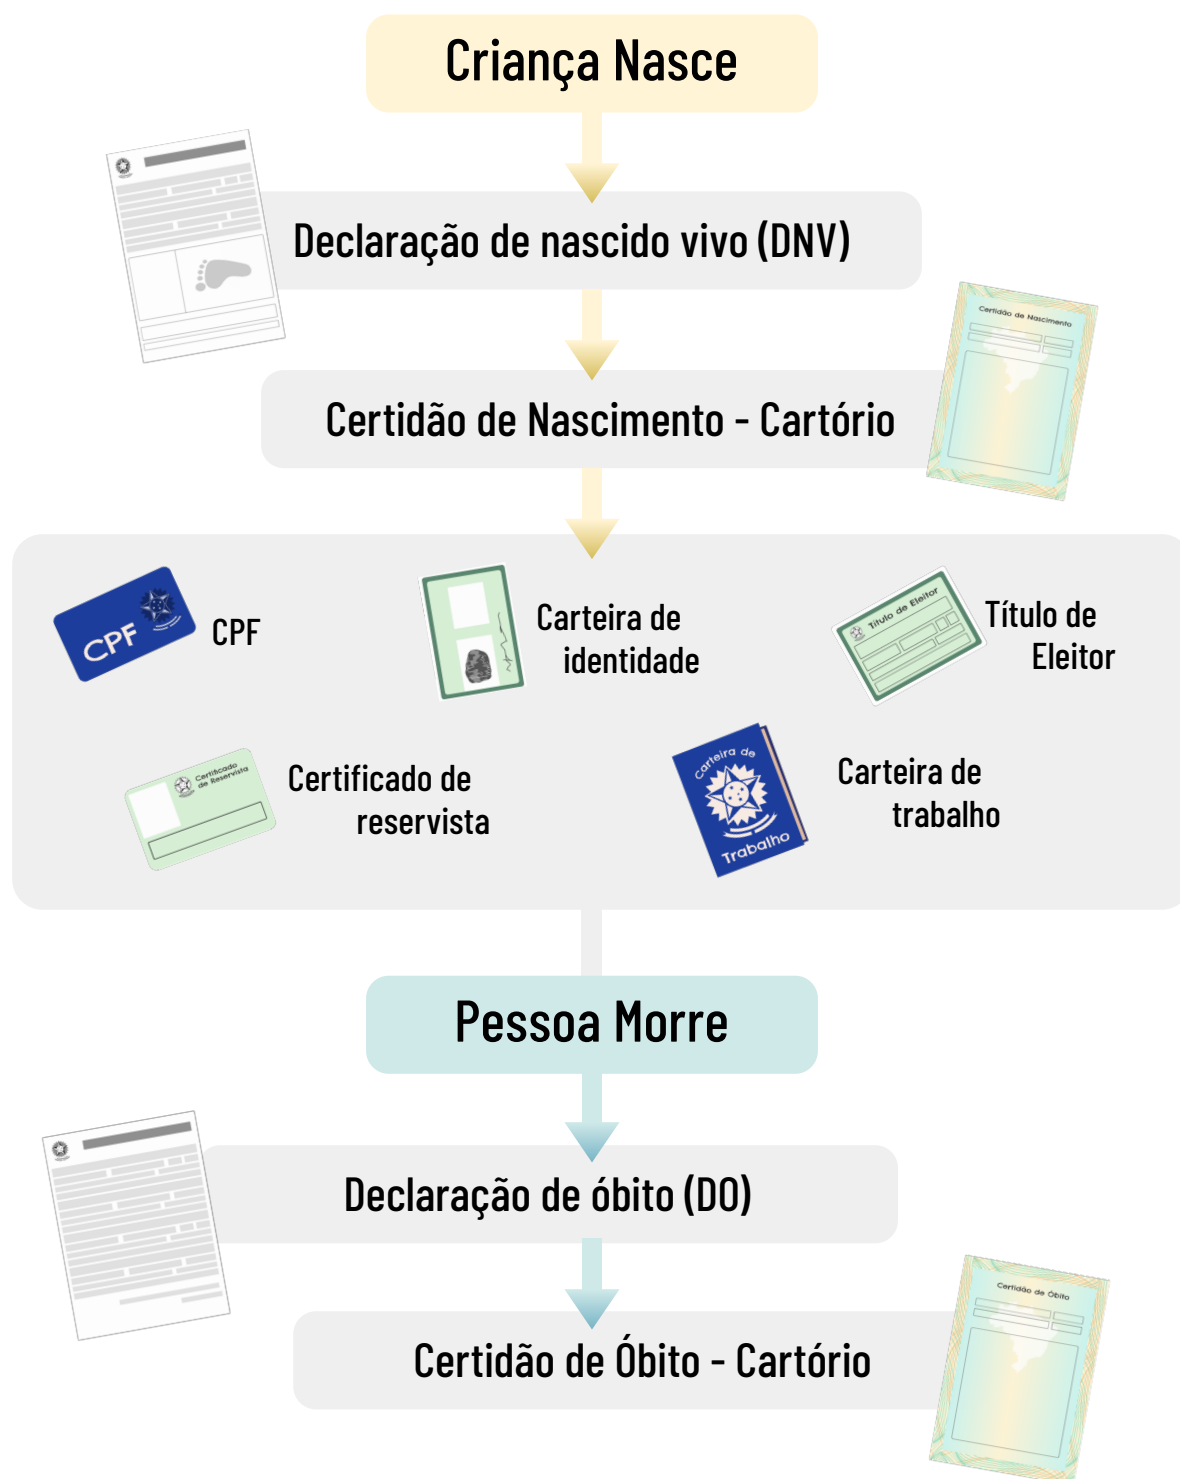 Criança Nasce
Declaração de nascido vivo (DNV)
Certidão de Nascimento
Certidão de Nascimento - Cartório
CPF
CPF
Carteira de
identidade
Título de Eleitor
Título de
Eleitor
Certificado
de Reservista
Certificado de
reservista
Carteira de
Trabalho
Carteira de
trabalho
Pessoa Morre
Declaração de óbito (DO)
Certidão de Óbito
Certidão de Óbito - Cartório